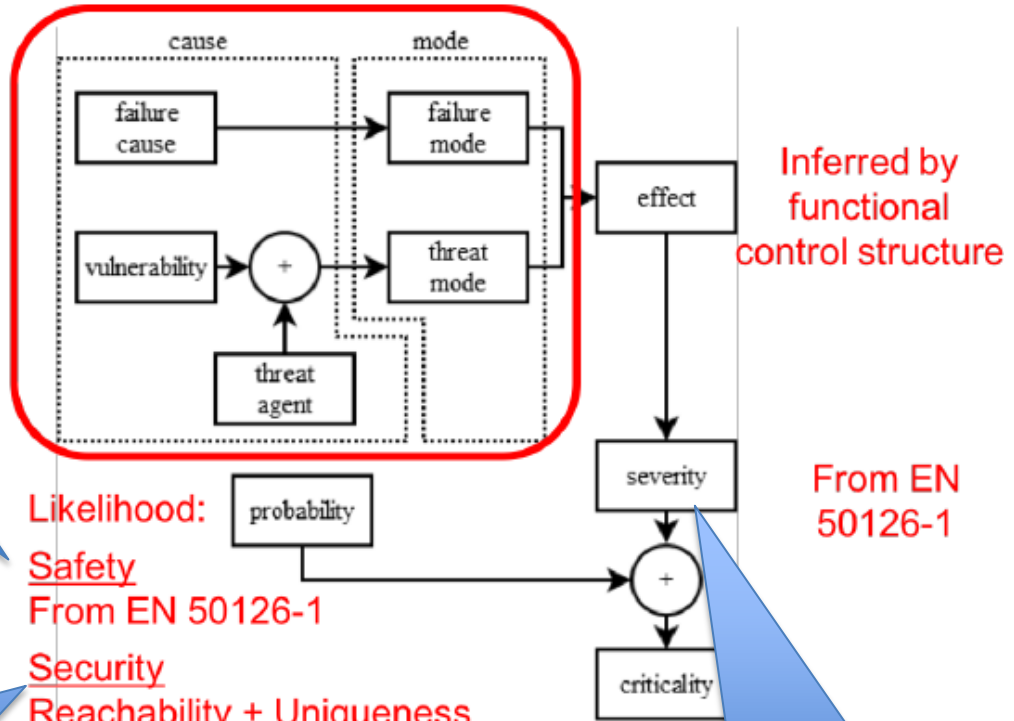 cause
mode
failure
cause
failure
mode
effect
Inferred by
functional
control structure
vulnerability
+
threat
mode
threat
agent
severity
From EN
50126-1
Likelihood:
probability
Safety
From EN 50126-1
+
Security
Reachability + Uniqueness
criticality